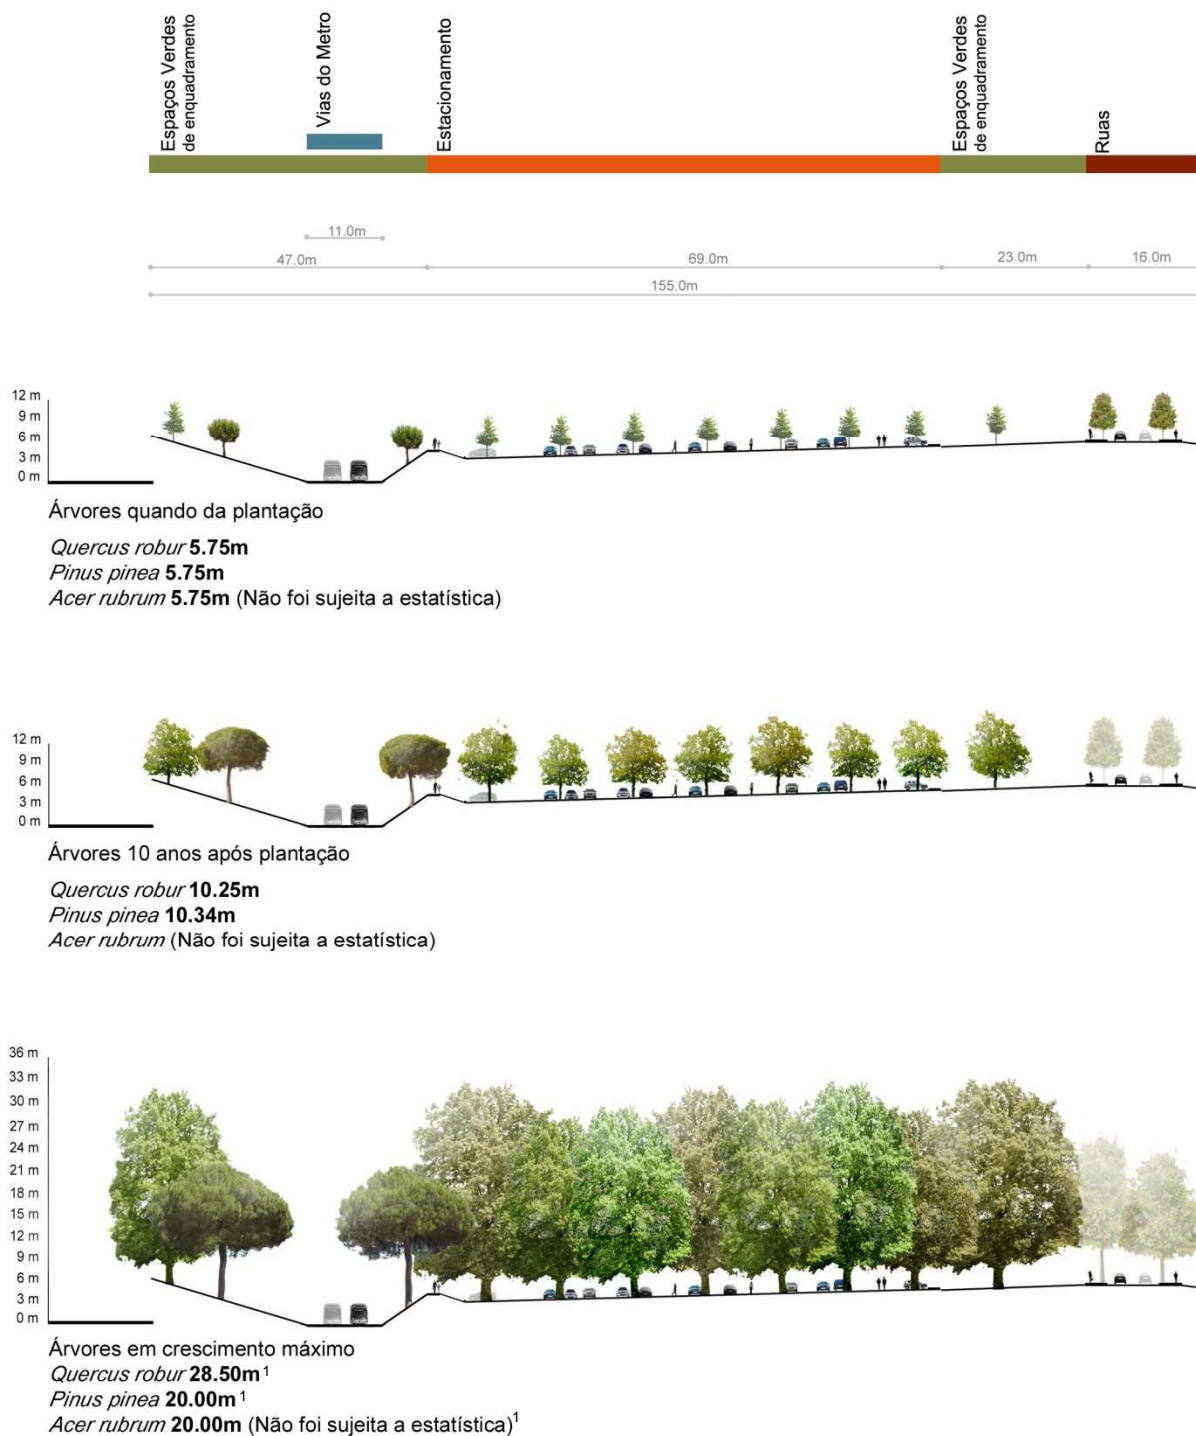 Espaços Verdes
de enquadramento
Vias do Metro
Estacionamento
Espaços Verdes
de enquadramento
Ruas
11.0m
47.0m
69.0m
23.0m
16.0m
155.0m
12 m
9 m
6 m
3 m
0 m
Árvores quando da plantação
Quercus robur 5.75m
Pinus pinea 5.75m
Acer rubrum 5.75m (Não foi sujeita a estatística)
12 m
9 m
6 m
3 m
0 m
Árvores 10 anos após plantação
Quercus robur 10.25m
Pinus pinea 10.34m
Acer rubrum (Não foi sujeita a estatística)
36 m
33 m
30 m
27 m
24 m
21 m
18 m
15 m
12 m
9 m
6 m
3 m
0 m
Árvores em crescimento máximo
Quercus robur 28.50m¹
Pinus pinea 20.00m¹
Acer rubrum 20.00m (Não foi sujeita a estatística)¹